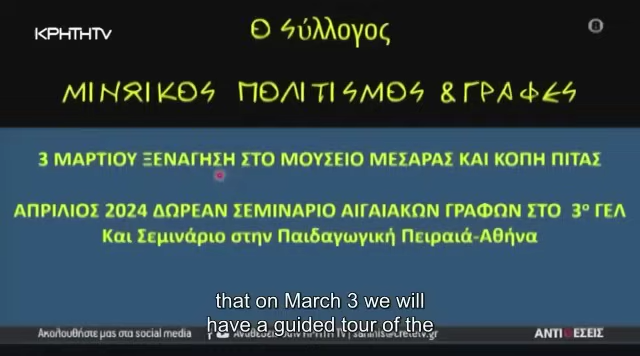 ΚΡΗΤΗTV
Ο Σύλλογος
ΜΙΝΩΙΚΟΣ ΠΟΛΙΤΙΣΜΟΣ & ΓΡΑΦΕΣ
3 ΜΑΡΤΙΟΥ ΞΕΝΑΓΗΣΗ ΣΤΟ ΜΟΥΣΕΙΟ ΜΕΣΑΡΑΣ ΚΑΙ ΚΟΠΗ ΠΙΤΑΣ
ΑΠΡΙΛΙΟΣ 2024 ΔΩΡΕΑΝ ΣΕΜΙΝΑΡΙΟ ΑΙΓΑΙΑΚΩΝ ΓΡΑΦΩΝ ΣΤΟ 3ο ΓΕΛ
Και Σεμινάριο στην Παιδαγωγική Πειραιά-Αθήνα
that on March 3 we will
have a guided tour of the
Ακολουθήστε μας στα social media
ΑΝΤΙΘΕΣΕΙΣ